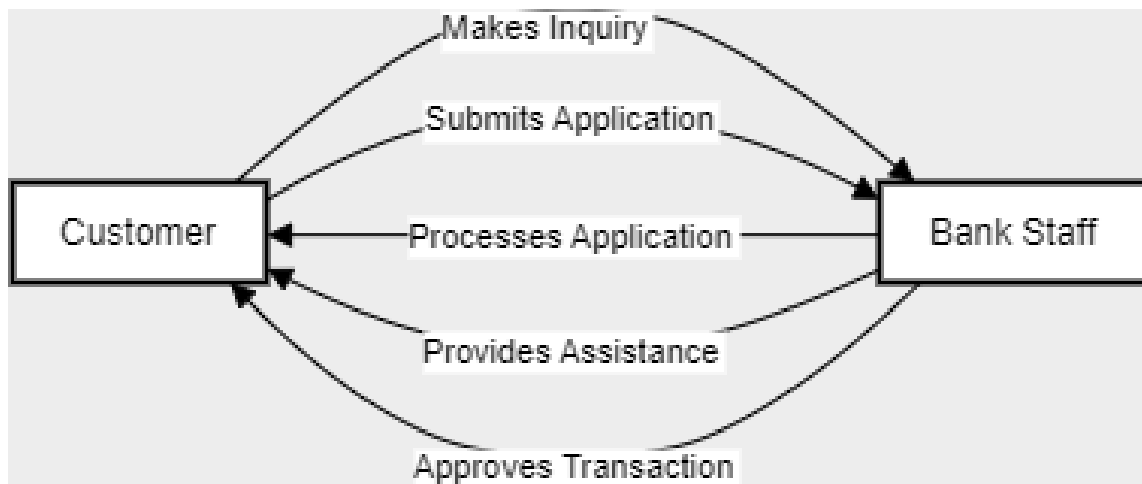 Makes Inquiry
Submits Application
Customer
Processes Application
Bank Staff
Provides Assistance
Approves Transaction